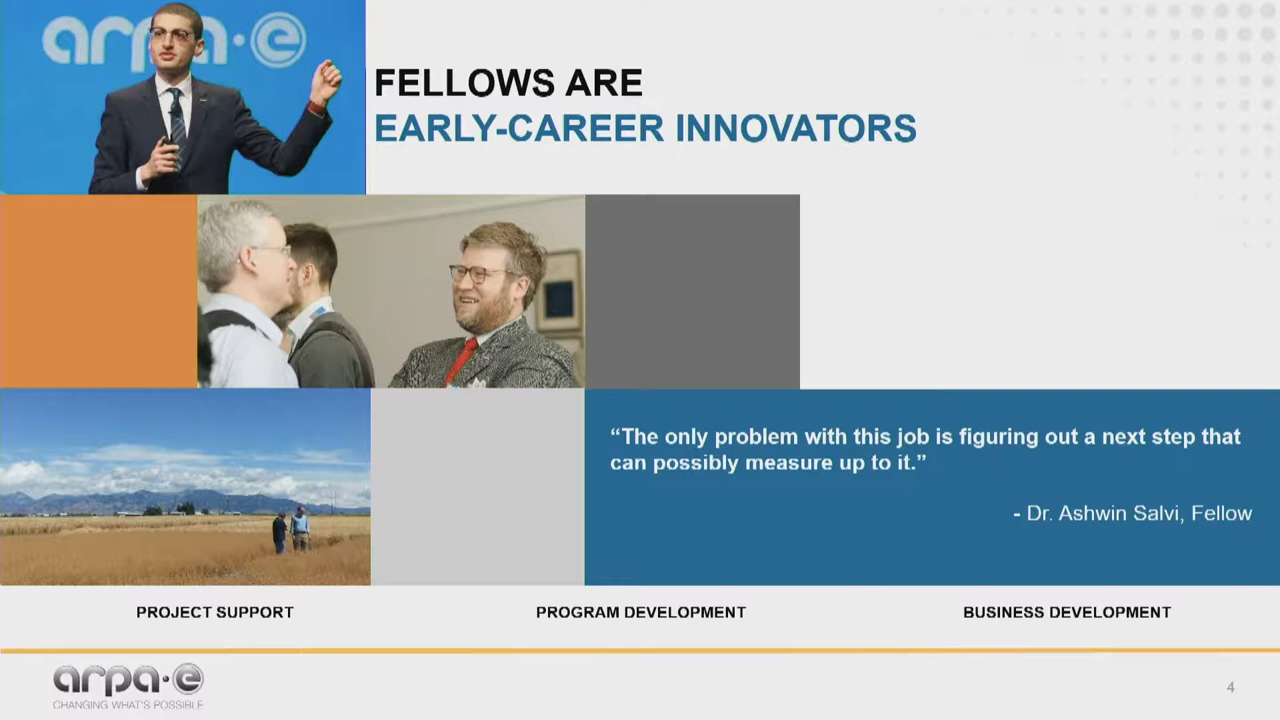 arpa·e
FELLOWS ARE
EARLY-CAREER INNOVATORS
“The only problem with this job is figuring out a next step that
can possibly measure up to it.”
- Dr. Ashwin Salvi, Fellow
PROJECT SUPPORT
PROGRAM DEVELOPMENT
BUSINESS DEVELOPMENT
arpa·e
CHANGING WHAT'S POSSIBLE
4